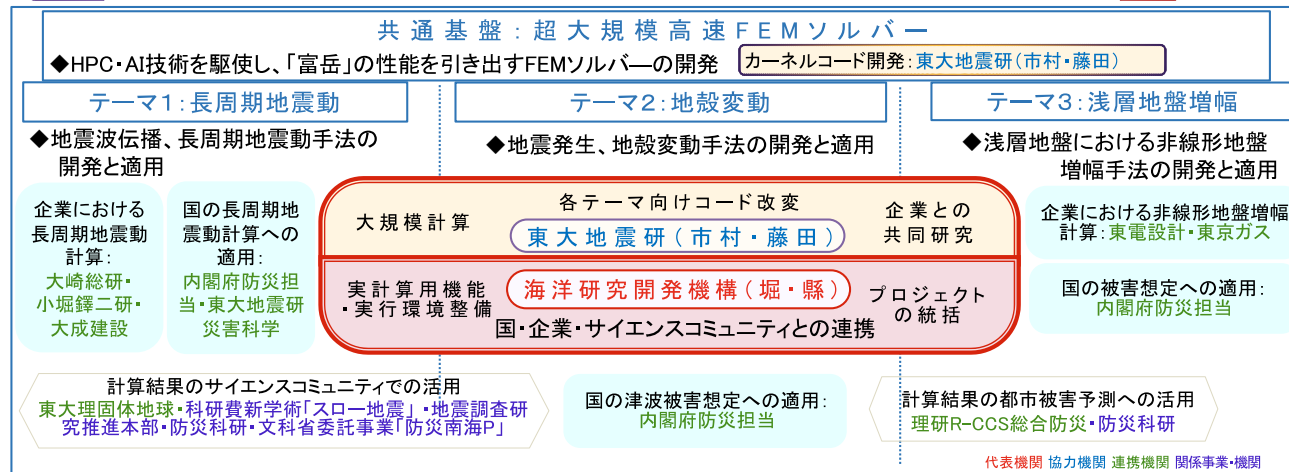 共通基盤：超大規模高速FEMソルバー
◆HPC・AI技術を駆使し、「富岳」の性能を引き出すFEMソルバ―の開発
カーネルコード開発：東大地震研（市村・藤田）
テーマ1：長周期地震動
◆地震波伝播、長周期地震動手法の
開発と適用
企業における
長周期地震動
計算：
大崎総研・
小堀鐸二研・
大成建設
国の長周期地
震動計算への
適用：
内閣府防災担
当・東大地震研
災害科学
テーマ2：地殻変動
◆地震発生、地殻変動手法の開発と適用
テーマ3：浅層地盤増幅
◆浅層地盤における非線形地盤
増幅手法の開発と適用
企業における非線形地盤増幅
計算：東電設計・東京ガス
国の被害想定への適用：
内閣府防災担当
大規模計算
各テーマ向けコード改変
東大地震研（市村・藤田）
企業との
共同研究
実計算用機能
・実行環境整備
海洋研究開発機構（堀・縣）
プロジェクト
の統括
国・企業・サイエンスコミュニティとの連携
計算結果のサイエンスコミュニティでの活用
東大理固体地球・科研費新学術「スロー地震」・地震調査研
究推進本部・防災科研・文科省委託事業「防災南海P」
国の津波被害想定への適用：
内閣府防災担当
計算結果の都市被害予測への活用
理研R-CCS総合防災・防災科研
代表機関 協力機関 連携機関 関係事業・機関